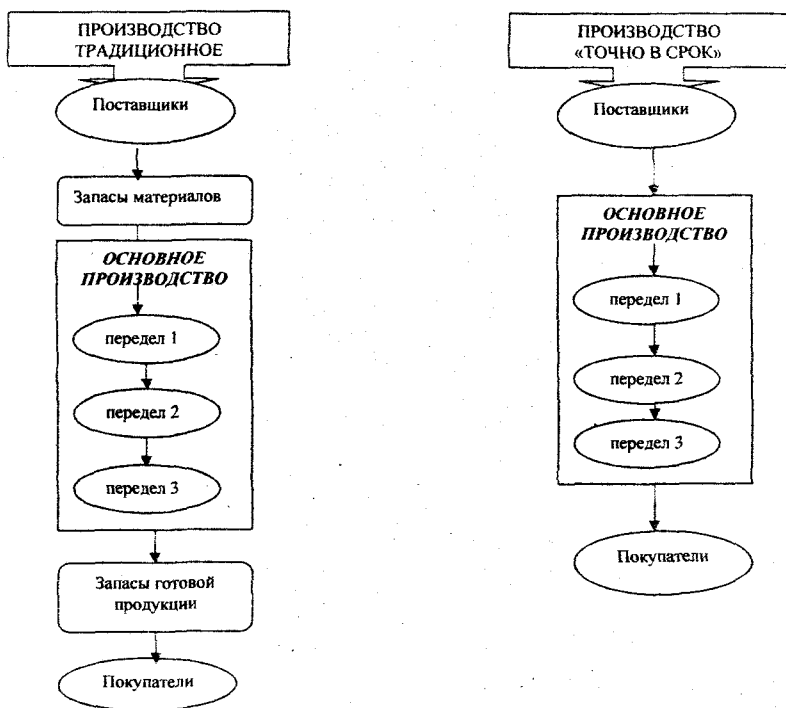 ПРОИЗВОДСТВО
ТРАДИЦИОННОЕ
Поставщики
Запасы материалов
ОСНОВНОЕ
ПРОИЗВОДСТВО
передел 1
передел 2
передел 3
Запасы готовой
продукции
Покупатели
ПРОИЗВОДСТВО
«ТОЧНО В СРОК»
Поставщики
ОСНОВНОЕ
ПРОИЗВОДСТВО
передел 1
передел 2
передел 3
Покупатели